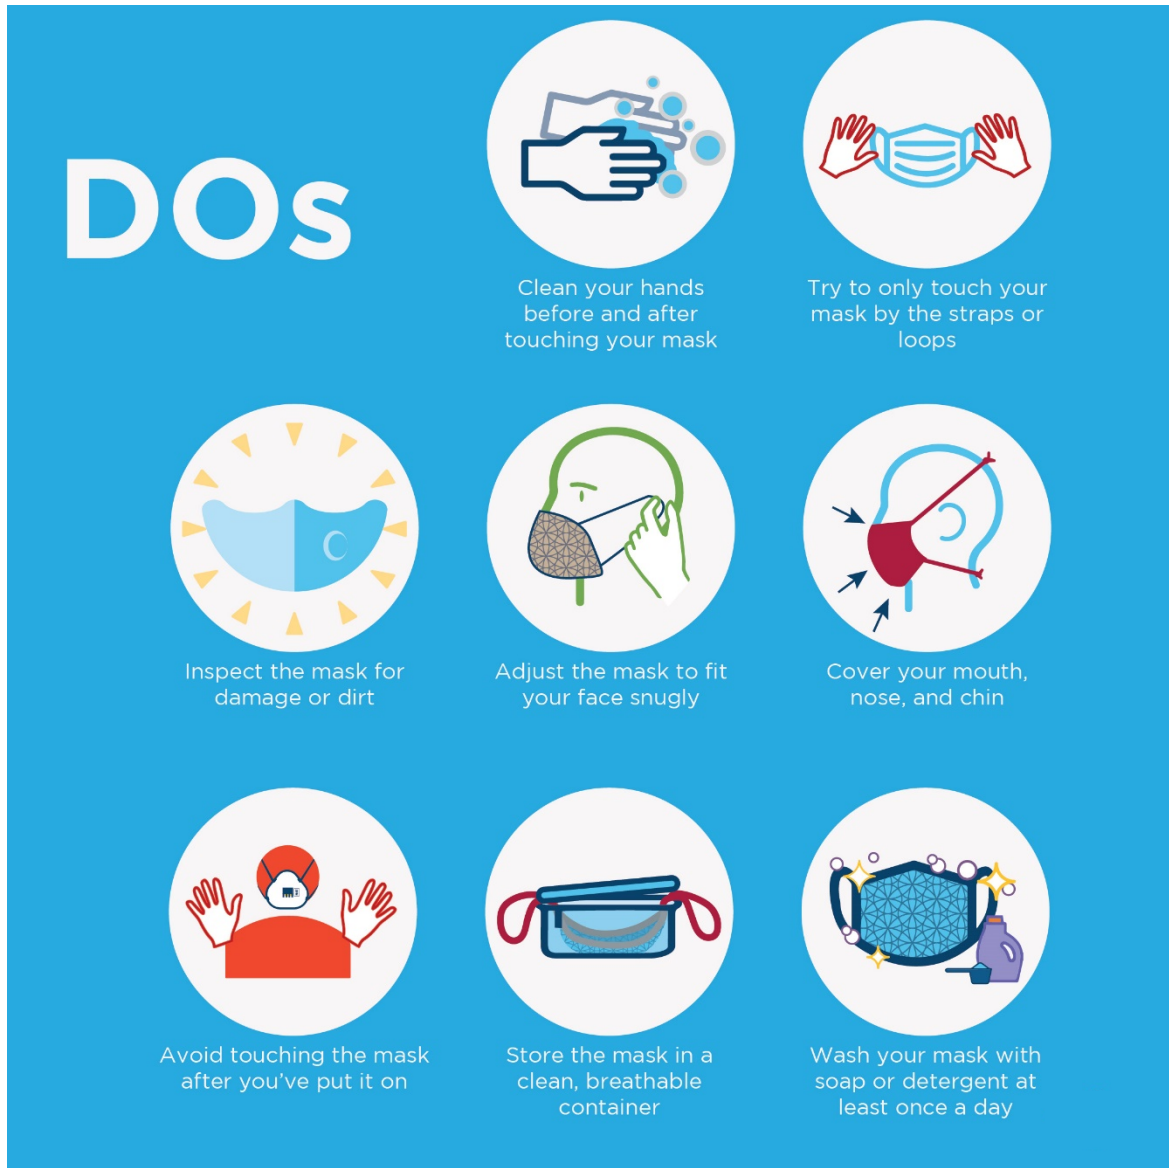 DOs
Clean your hands
before and after
touching your mask
Try to only touch your
mask by the straps or
loops
Inspect the mask for
damage or dirt
Adjust the mask to fit
your face snugly
Cover your mouth,
nose, and chin
Avoid touching the mask
after you’ve put it on
Store the mask in a
clean, breathable
container
Wash your mask with
soap or detergent at
least once a day